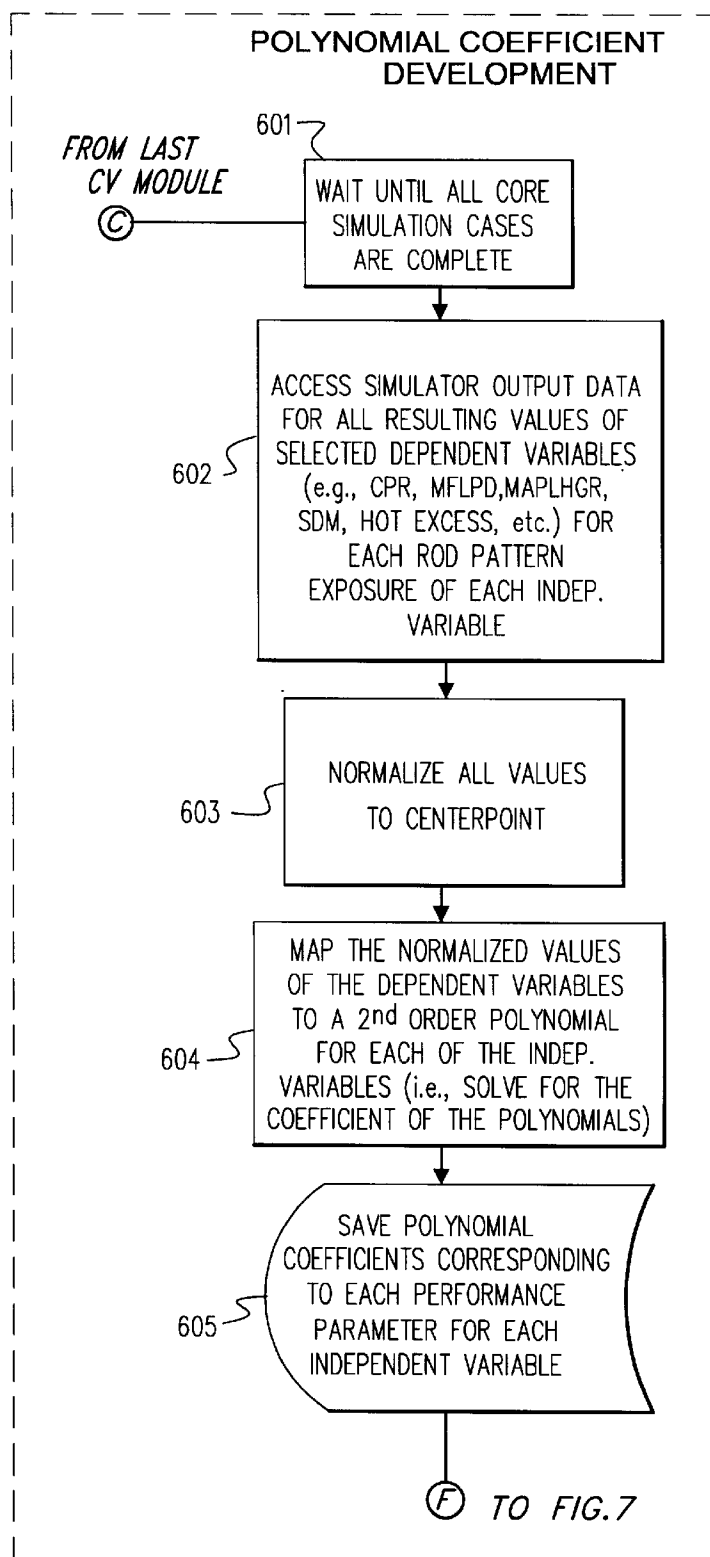 POLYNOMIAL COEFFICIENT
DEVELOPMENT
601
FROM LAST
CV MODULE
C
WAIT UNTIL ALL CORE
SIMULATION CASES
ARE COMPLETE
602
ACCESS SIMULATOR OUTPUT DATA
FOR ALL RESULTING VALUES OF
SELECTED DEPENDENT VARIABLES
(e.g., CPR, MFLPD,MAPLHGR,
SDM, HOT EXCESS, etc.) FOR
EACH ROD PATTERN
EXPOSURE OF EACH INDEP.
VARIABLE
603
NORMALIZE ALL VALUES
TO CENTERPOINT
604
MAP THE NORMALIZED VALUES
OF THE DEPENDENT VARIABLES
TO A 2nd ORDER POLYNOMIAL
FOR EACH OF THE INDEP.
VARIABLES (i.e., SOLVE FOR THE
COEFFICIENT OF THE POLYNOMIALS)
605
SAVE POLYNOMIAL
COEFFICIENTS CORRESPONDING
TO EACH PERFORMANCE
PARAMETER FOR EACH
INDEPENDENT VARIABLE
F TO FIG.7